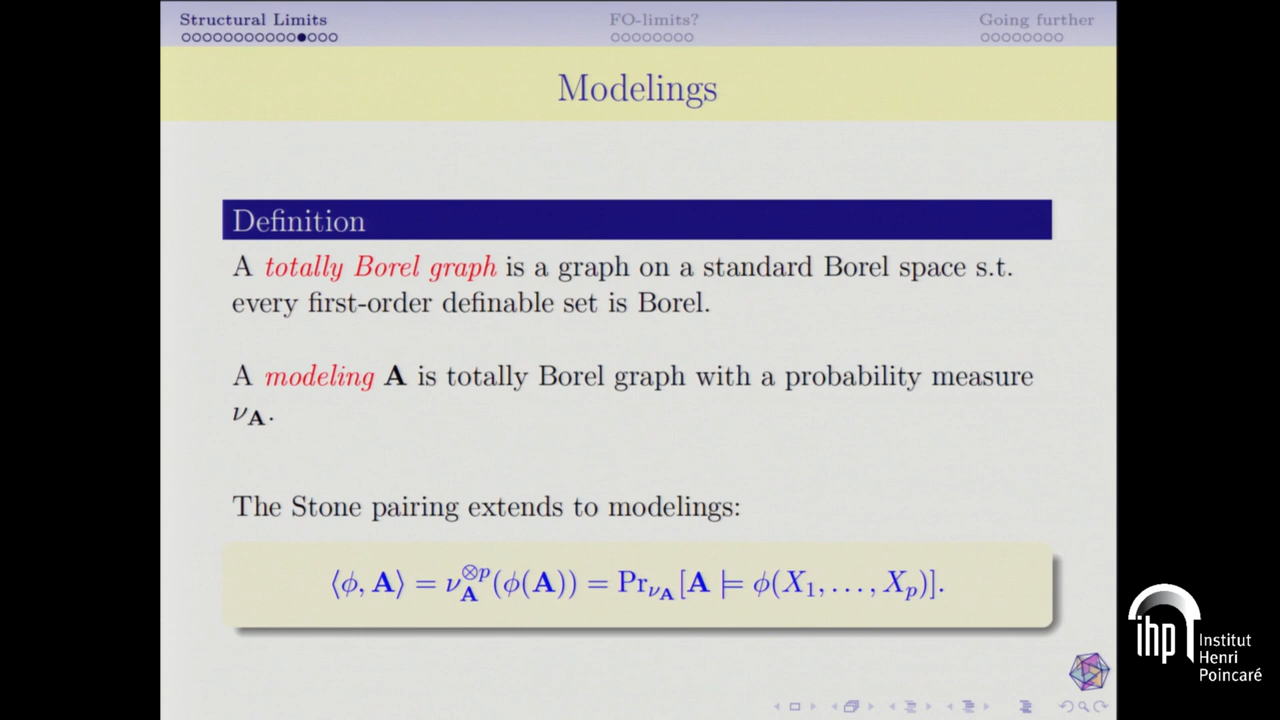 Structural Limits
FO-limits?
Going further
Modelings
Definition
A totally Borel graph is a graph on a standard Borel space s.t.
every first-order definable set is Borel.
A modeling A is totally Borel graph with a probability measure
ν_A.
The Stone pairing extends to modelings:
⟨ϕ, A⟩ = ν_A^{⊗p}(ϕ(A)) = Pr_{ν_A}[A ⊨ ϕ(X_1, . . . , X_p)].
ihp
Institut
Henri
Poincaré